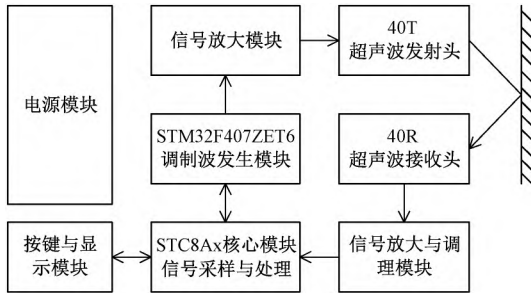 信号放大模块
40T
超声波发射头
电源模块
STM32F407ZET6
调制波发生模块
40R
超声波接收头
按键与显
示模块
STC8Ax核心模块
信号采样与处理
信号放大与调
理模块